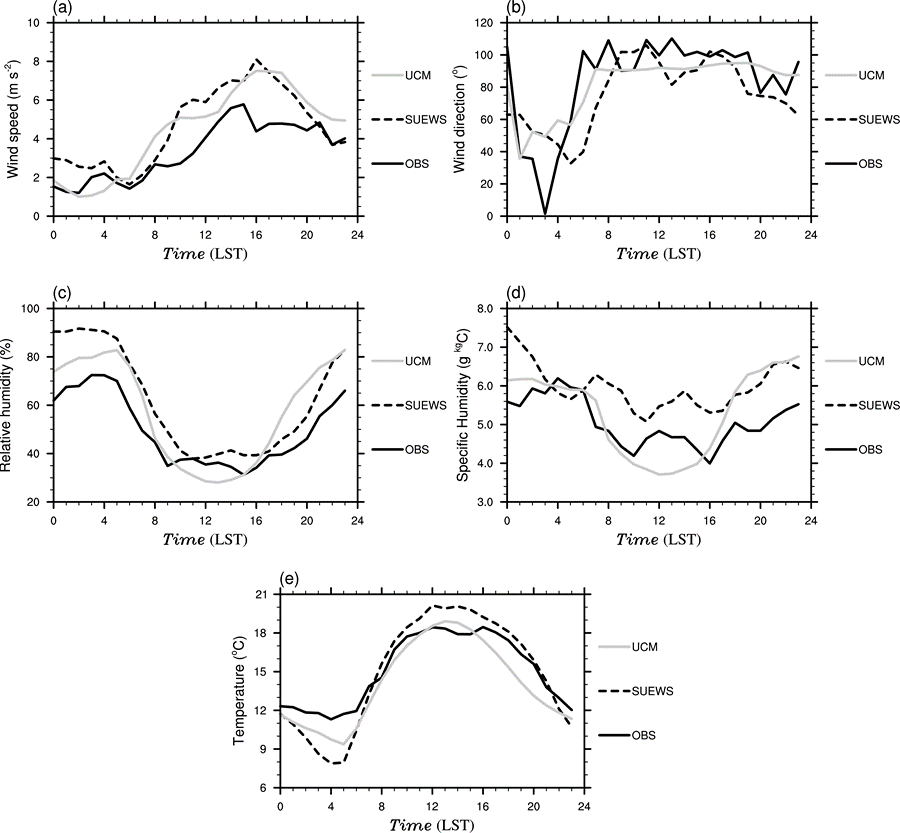 (a)
Wind speed (m s-2)
10
8
6
4
2
0
0 4 8 12 16 20 24
Time (LST)
UCM
SUEWS
OBS
(b)
Wind direction (o)
120
100
80
60
40
20
0
0 4 8 12 16 20 24
Time (LST)
UCM
SUEWS
OBS
(c)
Relative humidity (%)
100
80
60
40
20
0 4 8 12 16 20 24
Time (LST)
UCM
SUEWS
OBS
(d)
Specific Humidity (g kgC)
8.0
7.0
6.0
5.0
4.0
3.0
0 4 8 12 16 20 24
Time (LST)
UCM
SUEWS
OBS
(e)
Temperature (oC)
21
18
15
12
9
6
0 4 8 12 16 20 24
Time (LST)
UCM
SUEWS
OBS